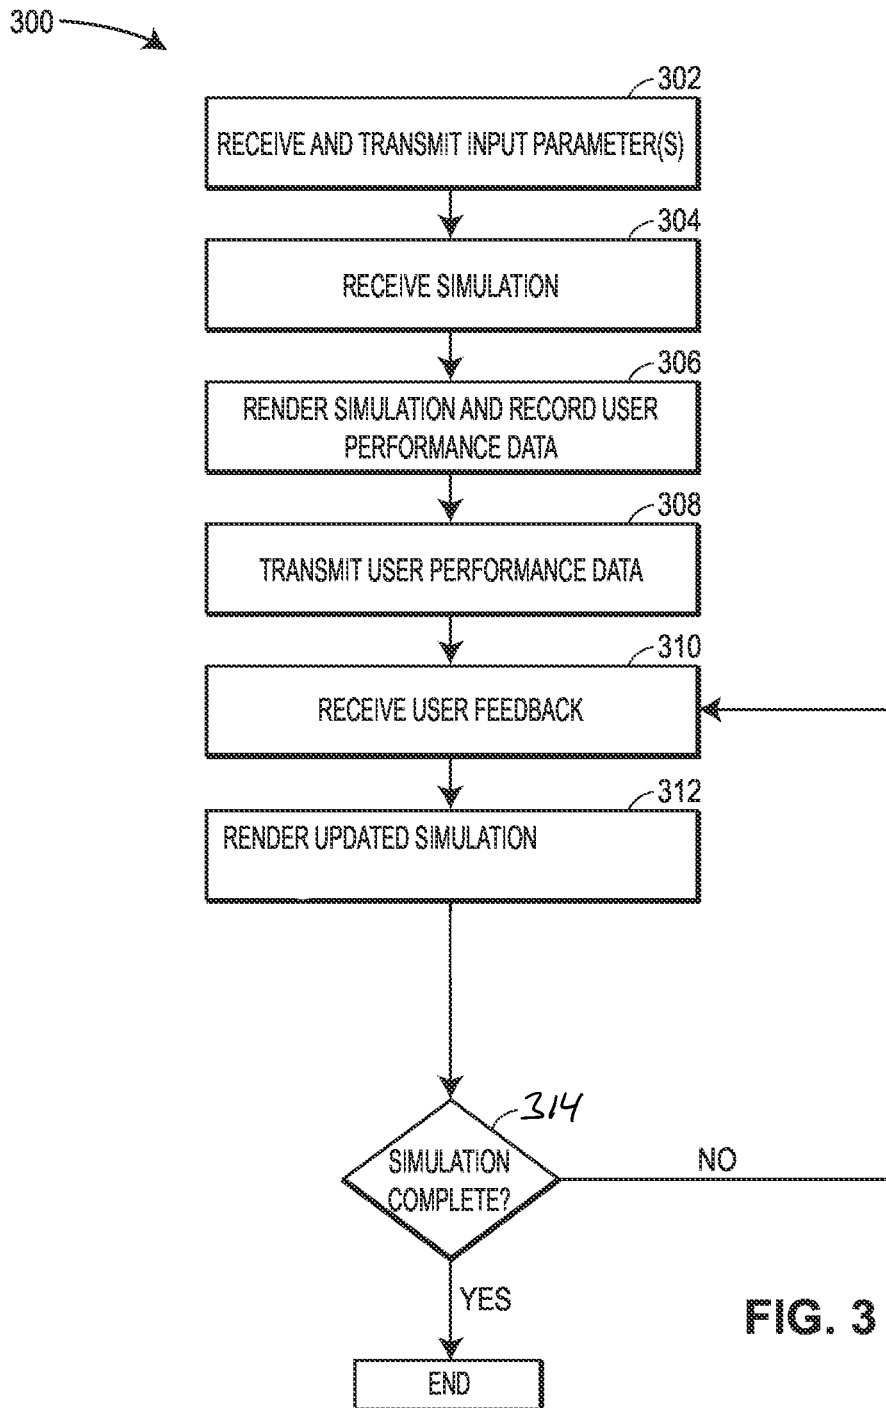 300
302
RECEIVE AND TRANSMIT INPUT PARAMETER(S)
304
RECEIVE SIMULATION
306
RENDER SIMULATION AND RECORD USER
PERFORMANCE DATA
308
TRANSMIT USER PERFORMANCE DATA
310
RECEIVE USER FEEDBACK
312
RENDER UPDATED SIMULATION
314
SIMULATION
COMPLETE?
NO
YES
FIG. 3
END